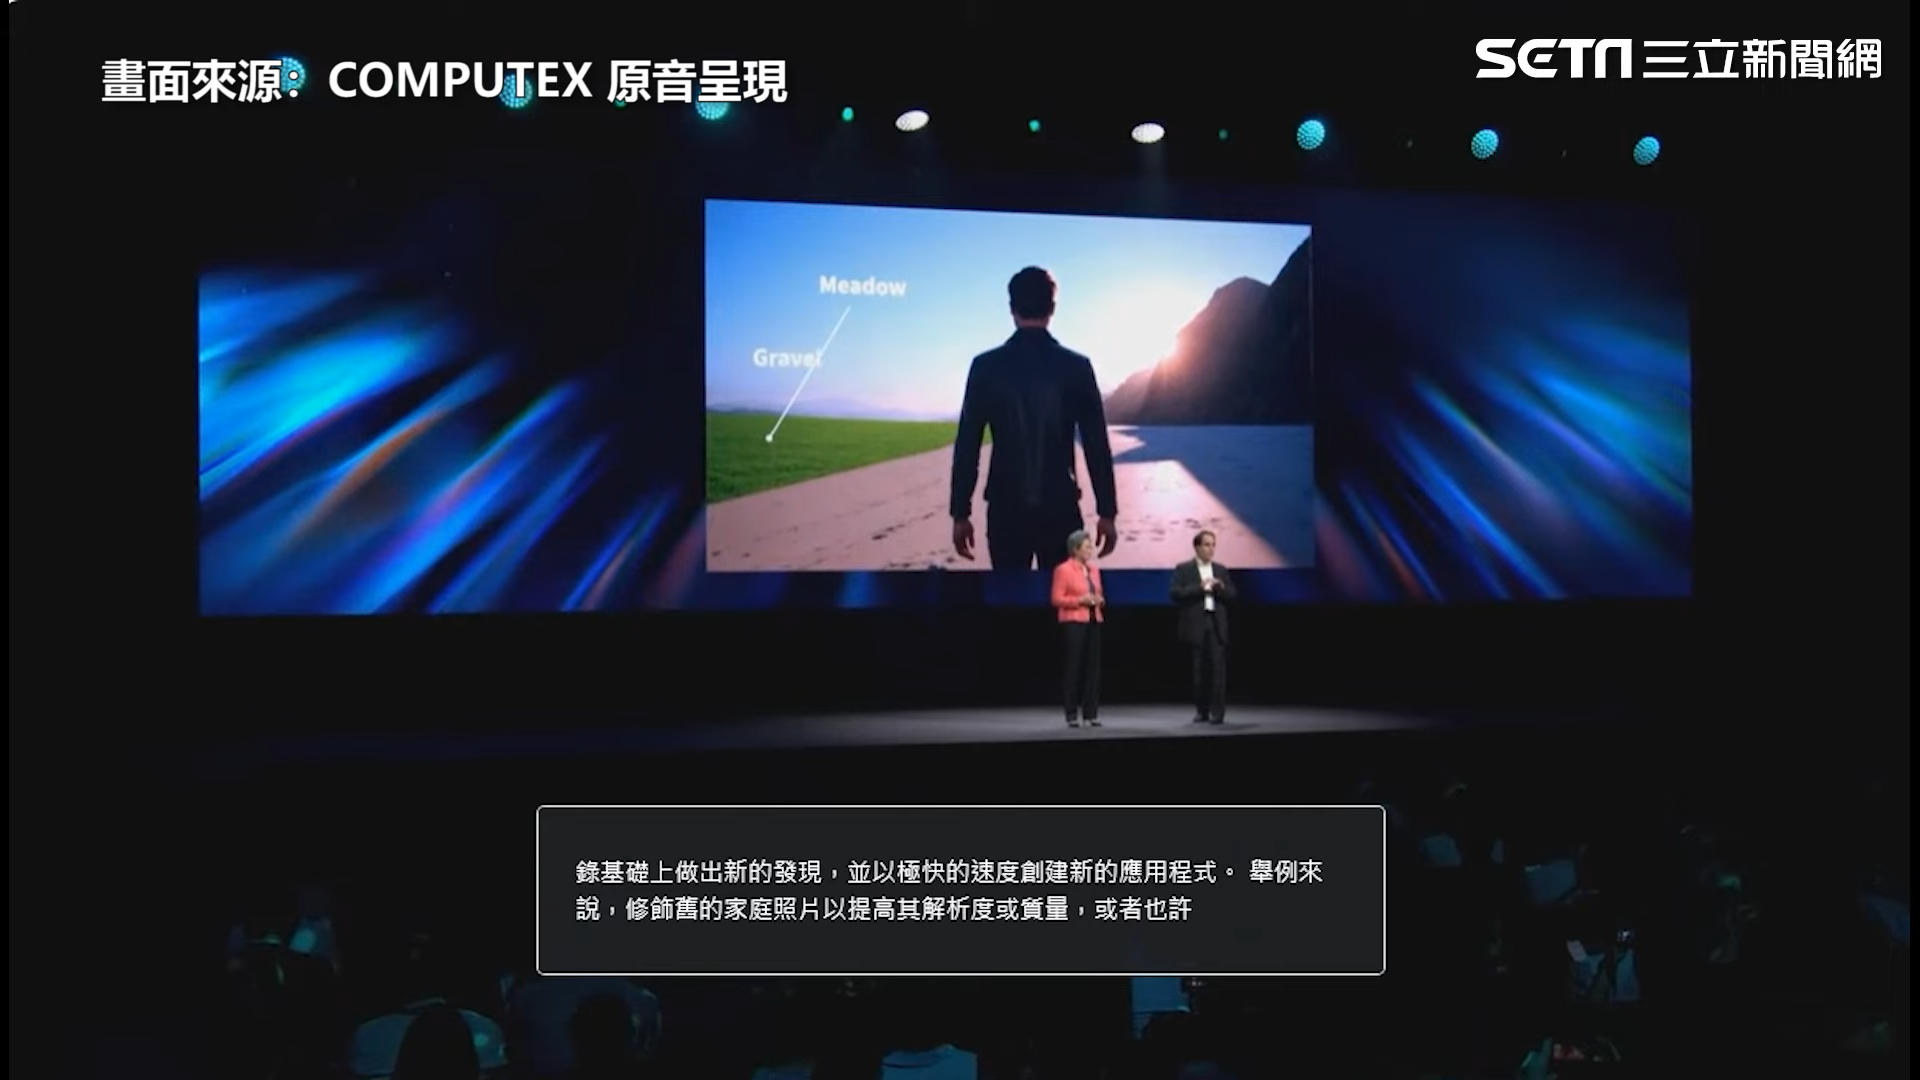 畫面來源：COMPUTEX 原音呈現
SETN三立新聞網
Meadow
Gravel
錄基礎上做出新的發現，並以極快的速度創建新的應用程式。 舉例來
說，修飾舊的家庭照片以提高其解析度或質量，或者也許